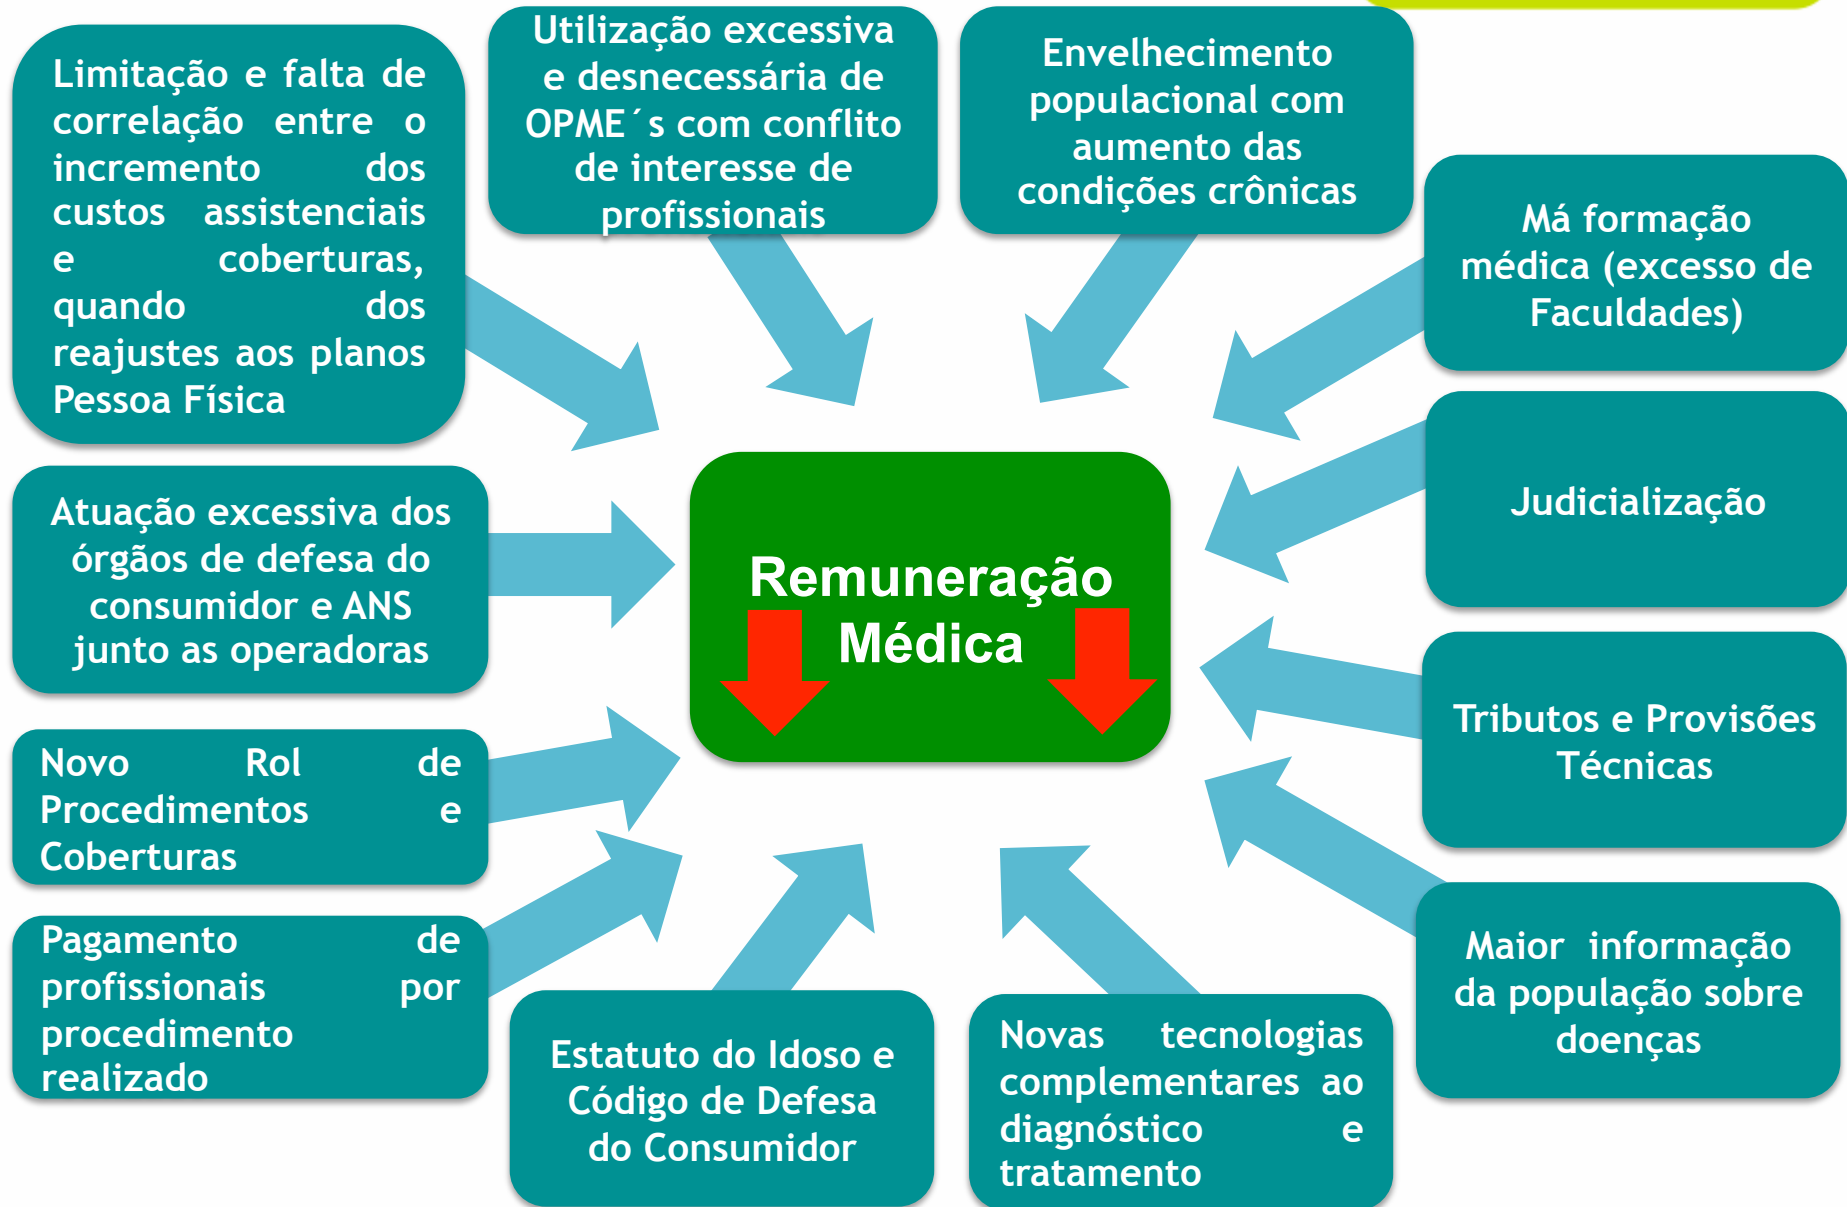 Limitação e falta de
correlação entre o
incremento dos
custos assistenciais
e coberturas,
quando dos
reajustes aos planos
Pessoa Física
Utilização excessiva
e desnecessária de
OPME´s com conflito
de interesse de
profissionais
Envelhecimento
populacional com
aumento das
condições crônicas
Má formação
médica (excesso de
Faculdades)
Judicialização
Tributos e Provisões
Técnicas
Maior informação
da população sobre
doenças
Novas tecnologias
complementares ao
diagnóstico e
tratamento
Estatuto do Idoso e
Código de Defesa
do Consumidor
Pagamento de
profissionais por
procedimento
realizado
Novo Rol de
Procedimentos e
Coberturas
Atuação excessiva dos
órgãos de defesa do
consumidor e ANS
junto as operadoras
Remuneração
Médica